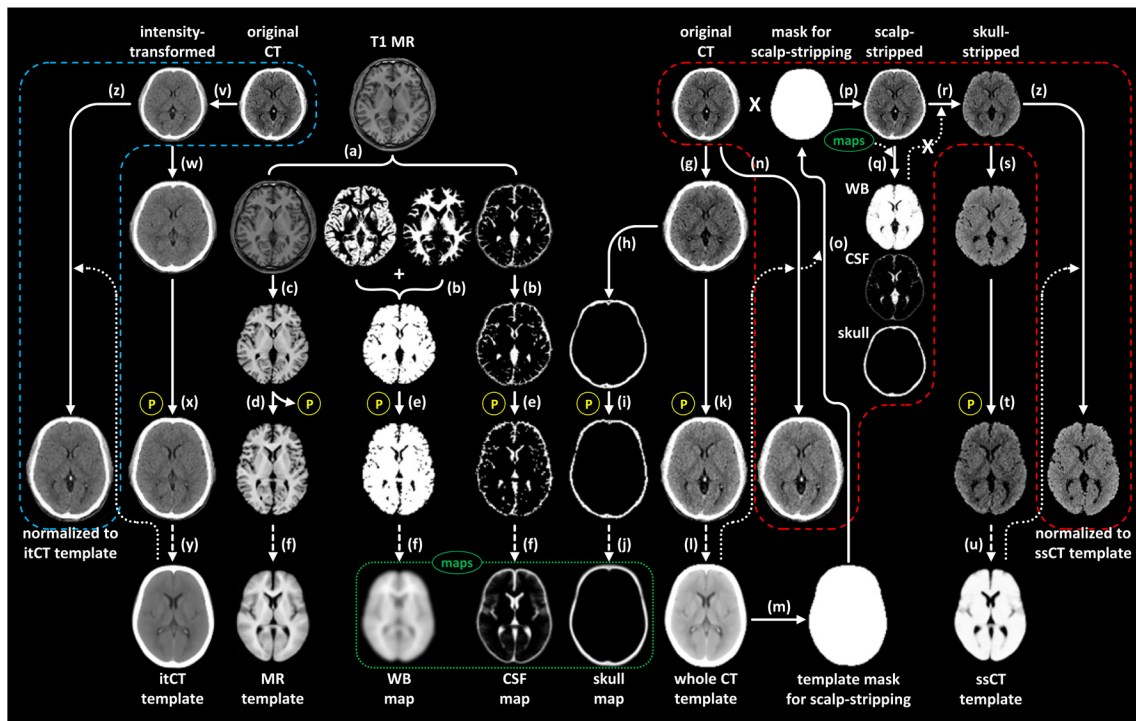 intensity-
transformed
original
CT
T1 MR
original
CT
mask for
scalp-stripping
scalp-
stripped
skull-
stripped
(z)
(v)
X
(p)
(r)
(z)
maps
X
(a)
(w)
(g)
(n)
(q)
(s)
WB
(h)
(o)
CSF
+
(c)
(b)
(b)
skull
P
(x)
(d)
P
P
(e)
P
(e)
P
(i)
P
(k)
P
(t)
normalized to
itCT template
(y)
(f)
(f)
(f)
(j)
(l)
(u)
normalized to
ssCT template
maps
(m)
itCT
template
MR
template
WB
map
CSF
map
skull
map
whole CT
template
template mask
for scalp-stripping
ssCT
template